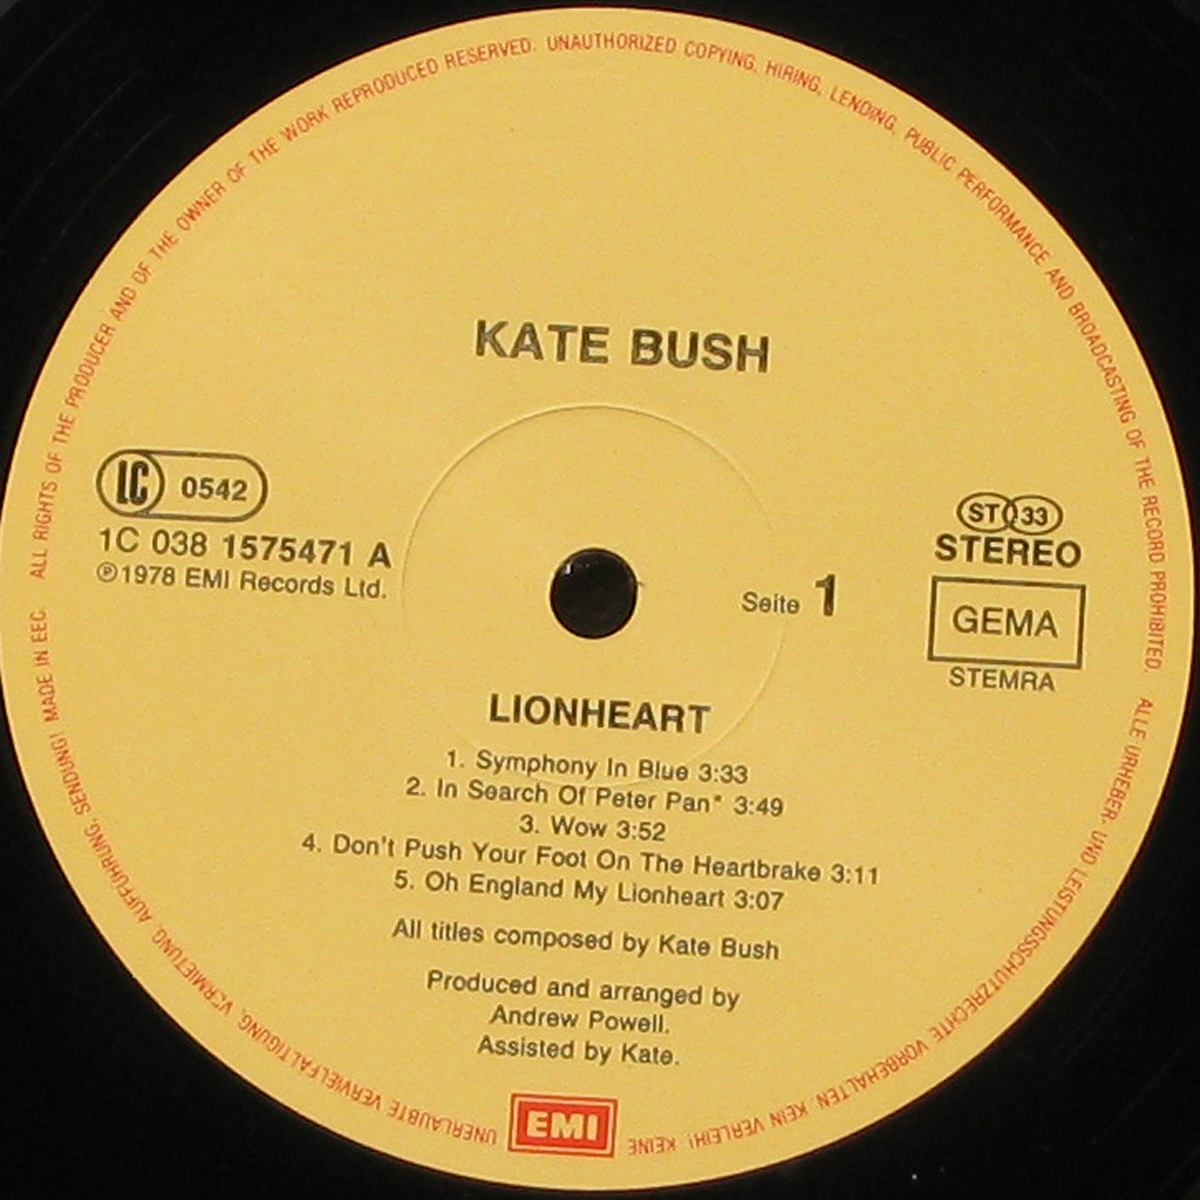 ALL RIGHTS OF THE PRODUCER AND OF THE OWNER OF THE WORK REPRODUCED RESERVED. UNAUTHORIZED COPYING, HIRING, LENDING, PUBLIC PERFORMANCE AND BROADCASTING OF THE RECORD PROHIBITED. ALLE URHEBER- UND LEISTUNGSSCHUTZRECHTE VORBEHALTEN. KEIN VERLEIH! KEINE UNERLAUBTE VERVIELFÄLTIGUNG, VERMIETUNG, AUFFÜHRUNG, SENDUNG! MADE IN EEC.
KATE BUSH
LC 0542
1C 038 1575471 A
℗1978 EMI Records Ltd.
Seite 1
ST 33
STEREO
GEMA
STEMRA
LIONHEART
1. Symphony In Blue 3:33
2. In Search Of Peter Pan* 3:49
3. Wow 3:52
4. Don't Push Your Foot On The Heartbrake 3:11
5. Oh England My Lionheart 3:07
All titles composed by Kate Bush
Produced and arranged by
Andrew Powell.
Assisted by Kate.
EMI